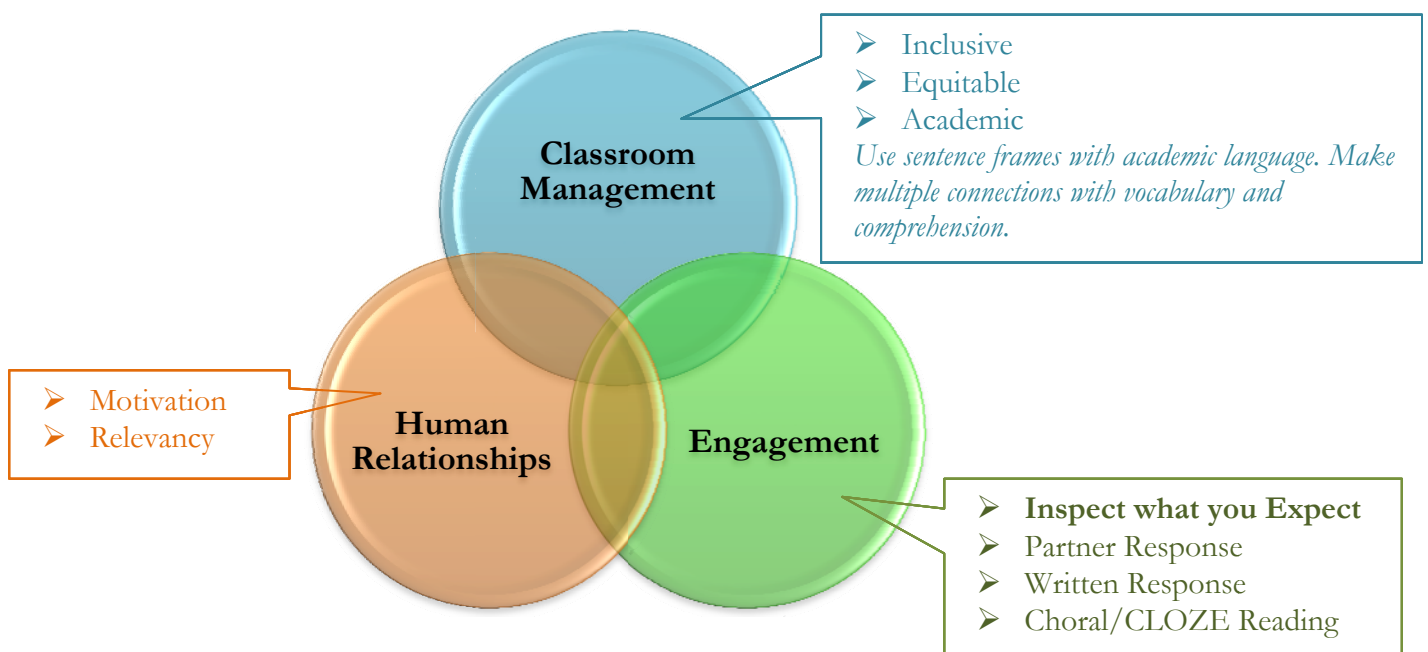 ➢ Inclusive
➢ Equitable
➢ Academic
Use sentence frames with academic language. Make
multiple connections with vocabulary and
comprehension.
Classroom
Management
➢ Motivation
➢ Relevancy
Human
Relationships
Engagement
➢ Inspect what you Expect
➢ Partner Response
➢ Written Response
➢ Choral/CLOZE Reading